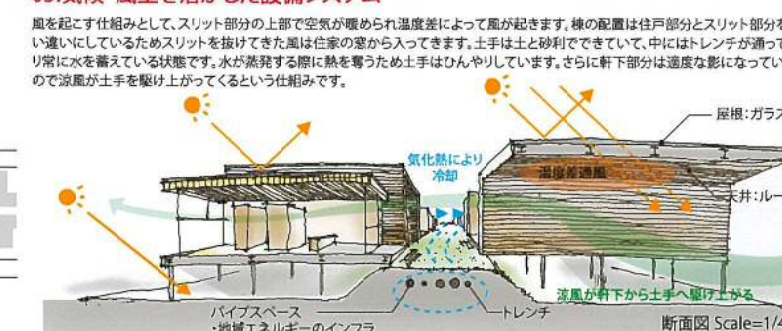 風を起こす仕組みとして、スリット部分の上部で空気が暖められ温度差によって風が起きます。棟の配置は住戸部分とスリット部分を
い違いにしているためスリットを抜けてきた風は住家の窓から入ってきます。土手は土と砂利でできていて、中にはトレンチが通って
り常に水を蓄えている状態です。水が蒸発する際に熱を奪うため土手はひんやりしています。さらに軒下部分は適度な影になってい
ので涼風が土手を駆け上がってくるという仕組みです。
屋根：ガラス
気化熱により
冷却
温度差通風
天井：ルー
涼風が軒下から土手へ駆け上がる
パイプスペース
トレンチ
・地域エネルギーのインフラ
断面図 Scale=1/